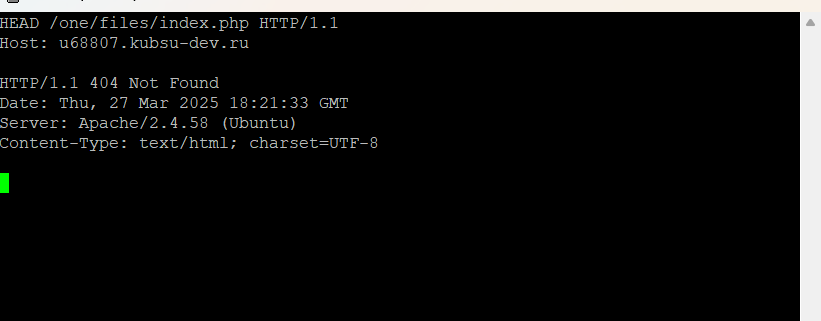 HEAD /one/files/index.php HTTP/1.1
Host: u68807.kubsu-dev.ru
HTTP/1.1 404 Not Found
Date: Thu, 27 Mar 2025 18:21:33 GMT
Server: Apache/2.4.58 (Ubuntu)
Content-Type: text/html; charset=UTF-8